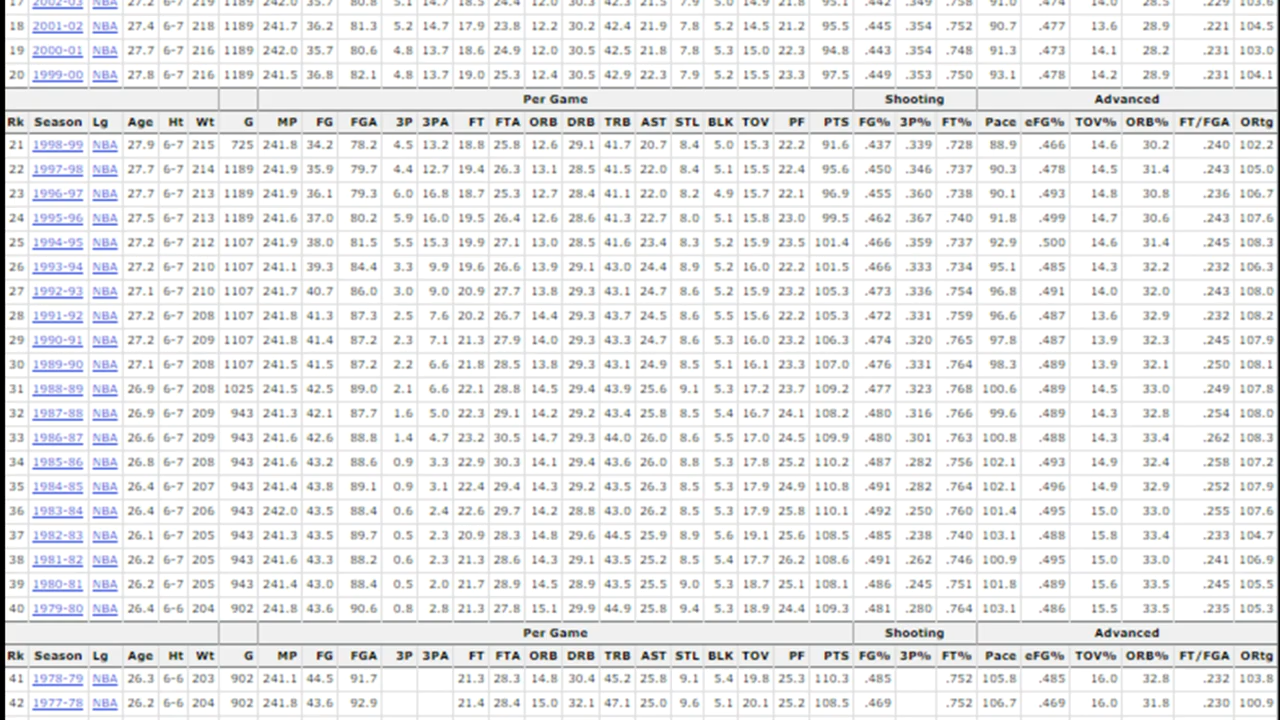 17 2002-03 NBA 27.2 6-7 219 1189 242.0 35.7 80.8 5.1 14.7 18.5 24.4 12.0 30.3 42.3 21.5 7.9 5.0 14.9 21.8 95.1 .442 .349 .758 91.0 .474 14.0 28.5 .229 103.6
18 2001-02 NBA 27.4 6-7 218 1189 241.7 36.2 81.3 5.2 14.7 17.9 23.8 12.2 30.2 42.4 21.9 7.8 5.3 14.5 21.2 95.5 .445 .354 .752 90.7 .477 13.6 28.9 .221 104.5
19 2000-01 NBA 27.7 6-7 216 1189 242.0 35.7 80.6 4.8 13.7 18.6 24.9 12.0 30.5 42.5 21.8 7.8 5.3 15.0 22.3 94.8 .443 .354 .748 91.3 .473 14.1 28.2 .231 103.0
20 1999-00 NBA 27.8 6-7 216 1189 241.5 36.8 82.1 4.8 13.7 19.0 25.3 12.4 30.5 42.9 22.3 7.9 5.2 15.5 23.3 97.5 .449 .353 .750 93.1 .478 14.2 28.9 .231 104.1
Per Game Shooting Advanced
Rk Season Lg Age Ht Wt G MP FG FGA 3P 3PA FT FTA ORB DRB TRB AST STL BLK TOV PF PTS FG% 3P% FT% Pace eFG% TOV% ORB% FT/FGA ORtg
21 1998-99 NBA 27.9 6-7 215 725 241.8 34.2 78.2 4.5 13.2 18.8 25.8 12.6 29.1 41.7 20.7 8.4 5.0 15.3 22.2 91.6 .437 .339 .728 88.9 .466 14.6 30.2 .240 102.2
22 1997-98 NBA 27.7 6-7 214 1189 241.9 35.9 79.7 4.4 12.7 19.4 26.3 13.1 28.5 41.5 22.0 8.4 5.1 15.5 22.4 95.6 .450 .346 .737 90.3 .478 14.5 31.4 .243 105.0
23 1996-97 NBA 27.7 6-7 213 1189 241.9 36.1 79.3 6.0 16.8 18.7 25.3 12.7 28.4 41.1 22.0 8.2 4.9 15.7 22.1 96.9 .455 .360 .738 90.1 .493 14.8 30.8 .236 106.7
24 1995-96 NBA 27.5 6-7 213 1189 241.6 37.0 80.2 5.9 16.0 19.5 26.4 12.6 28.6 41.3 22.7 8.0 5.1 15.8 23.0 99.5 .462 .367 .740 91.8 .499 14.7 30.6 .243 107.6
25 1994-95 NBA 27.2 6-7 212 1107 241.9 38.0 81.5 5.5 15.3 19.9 27.1 13.0 28.5 41.6 23.4 8.3 5.2 15.9 23.5 101.4 .466 .359 .737 92.9 .500 14.6 31.4 .245 108.3
26 1993-94 NBA 27.2 6-7 210 1107 241.1 39.3 84.4 3.3 9.9 19.6 26.6 13.9 29.1 43.0 24.4 8.9 5.2 16.0 22.2 101.5 .466 .333 .734 95.1 .485 14.3 32.2 .232 106.3
27 1992-93 NBA 27.1 6-7 210 1107 241.7 40.7 86.0 3.0 9.0 20.9 27.7 13.8 29.3 43.1 24.7 8.6 5.2 15.9 23.2 105.3 .473 .336 .754 96.8 .491 14.0 32.0 .243 108.0
28 1991-92 NBA 27.2 6-7 208 1107 241.8 41.3 87.3 2.5 7.6 20.2 26.7 14.4 29.3 43.7 24.5 8.6 5.5 15.6 22.2 105.3 .472 .331 .759 96.6 .487 13.6 32.9 .232 108.2
29 1990-91 NBA 27.2 6-7 209 1107 241.8 41.4 87.2 2.3 7.1 21.3 27.9 14.0 29.3 43.3 24.7 8.6 5.3 16.0 23.2 106.3 .474 .320 .765 97.8 .487 13.9 32.3 .245 107.9
30 1989-90 NBA 27.1 6-7 208 1107 241.5 41.5 87.2 2.2 6.6 21.8 28.5 13.8 29.3 43.1 24.9 8.5 5.1 16.1 23.1 107.0 .476 .331 .764 98.3 .489 13.9 32.1 .250 108.1
31 1988-89 NBA 26.9 6-7 208 1025 241.5 42.5 89.0 2.1 6.6 22.1 28.8 14.5 29.4 43.9 25.6 9.1 5.3 17.2 23.7 109.2 .477 .323 .768 100.6 .489 14.5 33.0 .249 107.8
32 1987-88 NBA 26.9 6-7 209 943 241.3 42.1 87.7 1.6 5.0 22.3 29.1 14.2 29.2 43.4 25.8 8.5 5.4 16.7 24.1 108.2 .480 .316 .766 99.6 .489 14.3 32.8 .254 108.0
33 1986-87 NBA 26.6 6-7 209 943 241.6 42.6 88.8 1.4 4.7 23.2 30.5 14.7 29.3 44.0 26.0 8.6 5.5 17.0 24.5 109.9 .480 .301 .763 100.8 .488 14.3 33.4 .262 108.3
34 1985-86 NBA 26.8 6-7 208 943 241.6 43.2 88.6 0.9 3.3 22.9 30.3 14.1 29.4 43.6 26.0 8.8 5.3 17.8 25.2 110.2 .487 .282 .756 102.1 .493 14.9 32.4 .258 107.2
35 1984-85 NBA 26.4 6-7 207 943 241.4 43.8 89.1 0.9 3.1 22.4 29.4 14.3 29.2 43.5 26.3 8.5 5.3 17.9 24.9 110.8 .491 .282 .764 102.1 .496 14.9 32.9 .252 107.9
36 1983-84 NBA 26.4 6-7 206 943 242.0 43.5 88.4 0.6 2.4 22.6 29.7 14.2 28.8 43.0 26.2 8.5 5.3 17.9 25.8 110.1 .492 .250 .760 101.4 .495 15.0 33.0 .255 107.6
37 1982-83 NBA 26.1 6-7 205 943 241.3 43.5 89.7 0.5 2.3 20.9 28.3 14.8 29.6 44.5 25.9 8.9 5.6 19.1 25.6 108.5 .485 .238 .740 103.1 .488 15.8 33.4 .233 104.7
38 1981-82 NBA 26.2 6-7 205 943 241.6 43.3 88.2 0.6 2.3 21.3 28.6 14.3 29.1 43.5 25.2 8.5 5.4 17.7 26.2 108.6 .491 .262 .746 100.9 .495 15.0 33.0 .241 106.9
39 1980-81 NBA 26.2 6-7 205 943 241.4 43.0 88.4 0.5 2.0 21.7 28.9 14.5 28.9 43.5 25.5 9.0 5.3 18.7 25.1 108.1 .486 .245 .751 101.8 .489 15.6 33.5 .245 105.5
40 1979-80 NBA 26.4 6-6 204 902 241.8 43.6 90.6 0.8 2.8 21.3 27.8 15.1 29.9 44.9 25.8 9.4 5.1 18.9 24.4 109.3 .481 .280 .764 103.1 .486 15.5 33.5 .235 105.3
Per Game Shooting Advanced
Rk Season Lg Age Ht Wt G MP FG FGA 3P 3PA FT FTA ORB DRB TRB AST STL BLK TOV PF PTS FG% 3P% FT% Pace eFG% TOV% ORB% FT/FGA ORtg
41 1978-79 NBA 26.3 6-6 203 902 241.1 44.5 91.7 21.3 28.3 14.8 30.4 45.2 25.8 9.1 5.4 19.8 25.3 110.3 .485 .752 105.8 .485 16.0 32.8 .232 103.8
42 1977-78 NBA 26.2 6-6 204 902 241.8 43.6 92.9 21.4 28.4 15.0 32.1 47.1 25.0 9.6 5.1 20.1 25.2 108.5 .469 .752 106.7 .469 16.0 31.8 .230 100.9